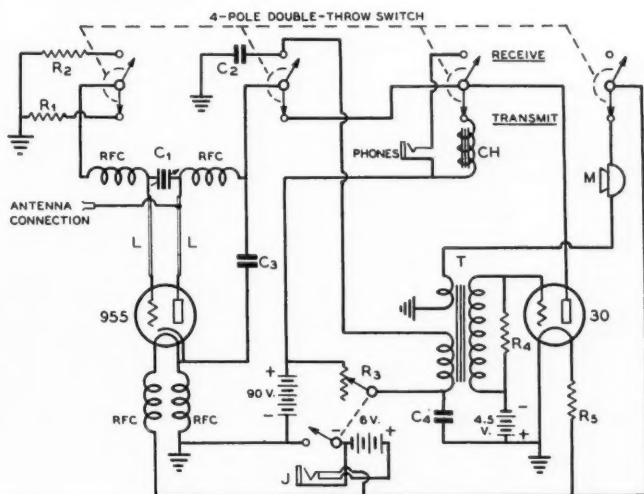 4-POLE DOUBLE-THROW SWITCH
R2
C2
RECEIVE
R1
TRANSMIT
RFC
C1
RFC
PHONES
CH
M
ANTENNA
CONNECTION
L
L
C3
T
955
30
R4
R3
90 V.
+
-
6 V.
- +
C4
4.5
V.
-
+
R5
RFC
RFC
J